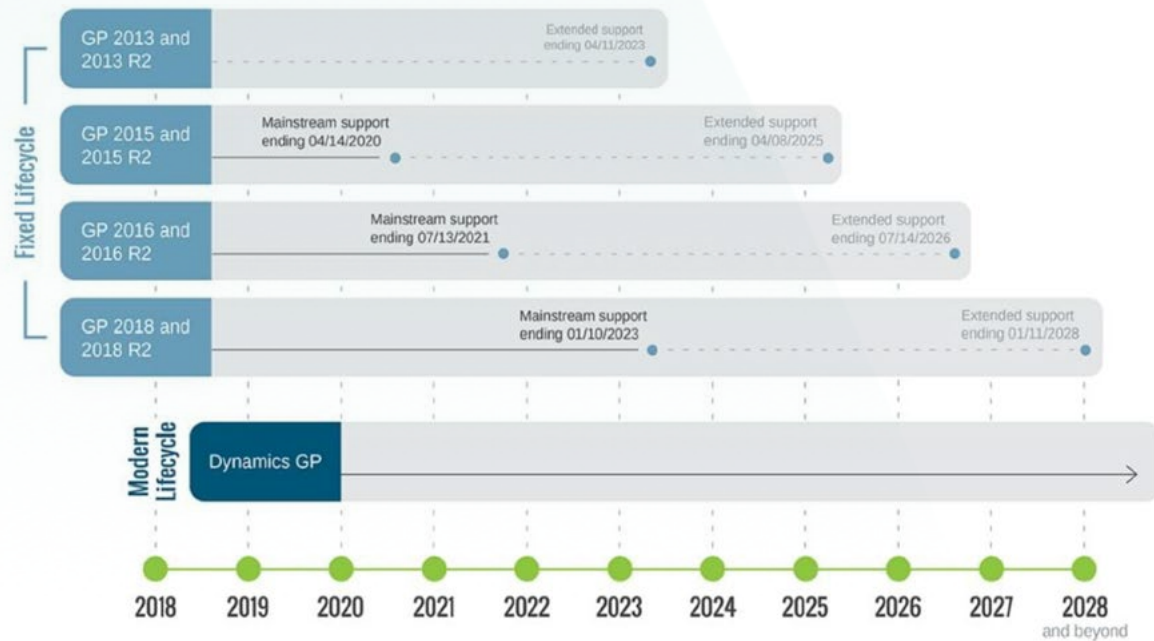 Fixed Lifecycle
GP 2013 and
2013 R2
Extended support
ending 04/11/2023
GP 2015 and
2015 R2
Mainstream support
ending 04/14/2020
Extended support
ending 04/08/2025
GP 2016 and
2016 R2
Mainstream support
ending 07/13/2021
Extended support
ending 07/14/2026
GP 2018 and
2018 R2
Mainstream support
ending 01/10/2023
Extended support
ending 01/11/2028
Modern
Lifecycle
Dynamics GP
2018 2019 2020 2021 2022 2023 2024 2025 2026 2027 2028
and beyond